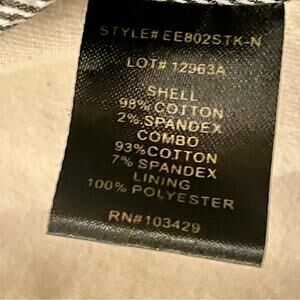 STYLE# EE802STK-N
LOT# 12963A
SHELL
98% COTTON
2% SPANDEX
COMBO
93% COTTON
7% SPANDEX
LINING
100% POLYESTER
RN#103429